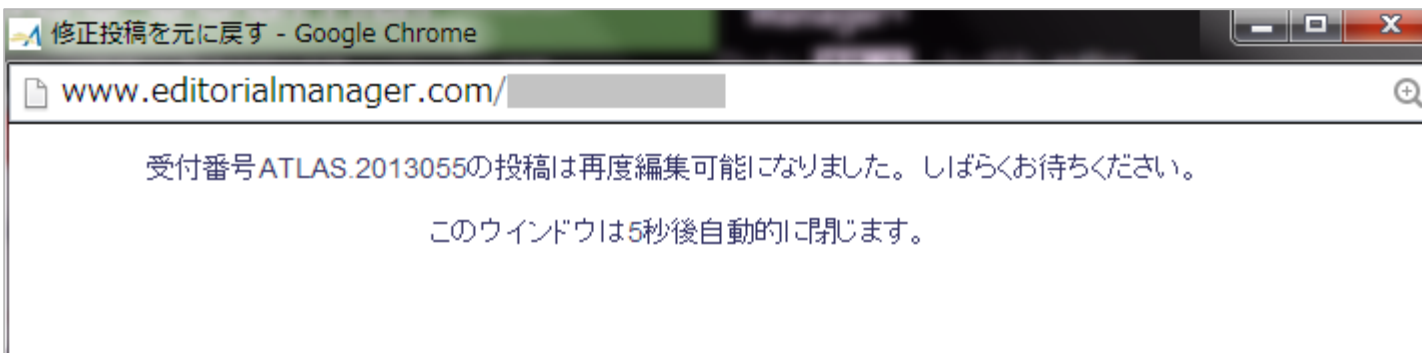 修正投稿を元に戻す - Google Chrome
www.editorialmanager.com/
受付番号ATLAS.2013055の投稿は再度編集可能になりました。しばらくお待ちください。
このウインドウは5秒後自動的に閉じます。